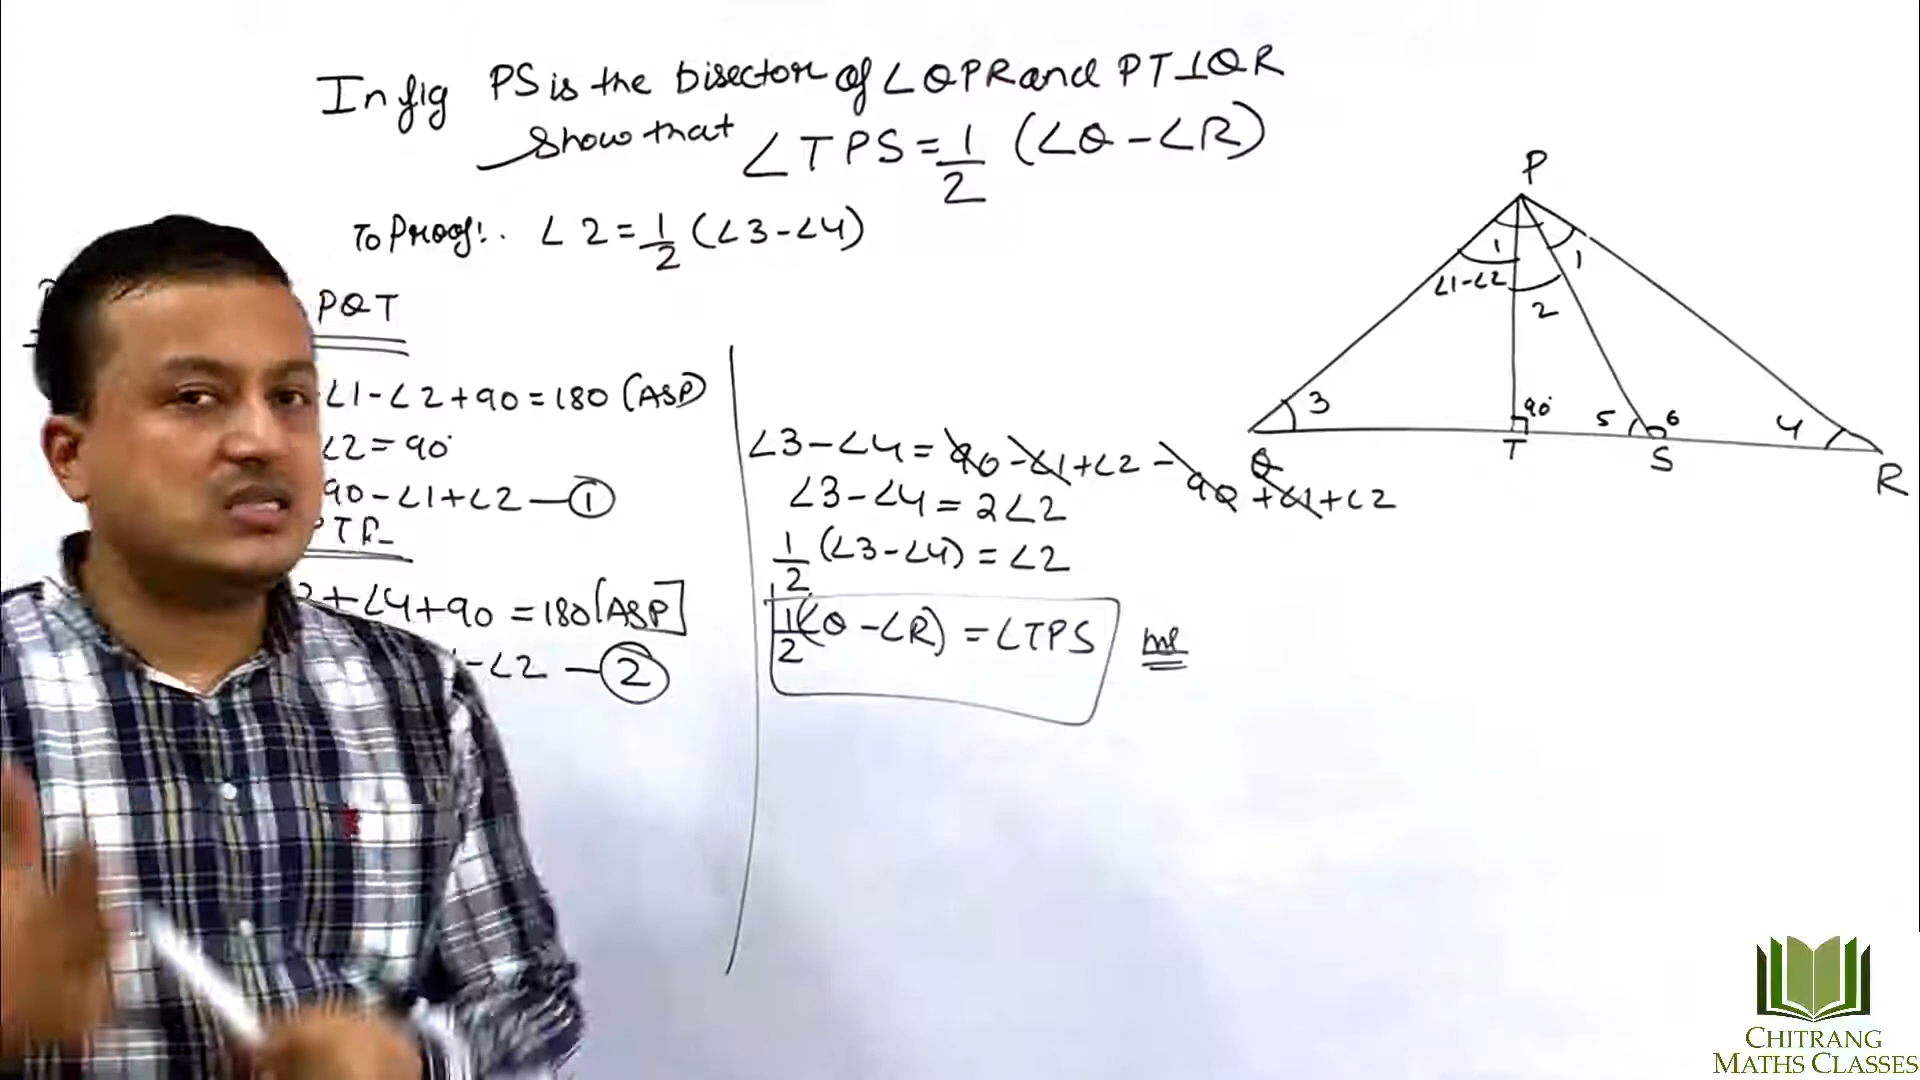 In fig PS is the bisector of ∠QPR and PT⊥QR
show that ∠TPS = 1/2 (∠Q - ∠R)
To Proof:. ∠2 = 1/2 (∠3 - ∠4)
PQT
∠1 - ∠2 + 90 = 180 (ASP)
∠2 = 90°
90 - ∠1 + ∠2 — ①
+ ∠4 + 90 = 180 [ASP]
- ∠2 — ②
∠3 - ∠4 = 90 - ∠1 + ∠2 - 90 + ∠1 + ∠2
∠3 - ∠4 = 2∠2
1/2 (∠3 - ∠4) = ∠2
1/2 (∠Q - ∠R) = ∠TPS
P
1
1
∠1-∠2
2
3
90°
5
6
4
Q
T
S
R
CHITRANG
MATHS CLASSES